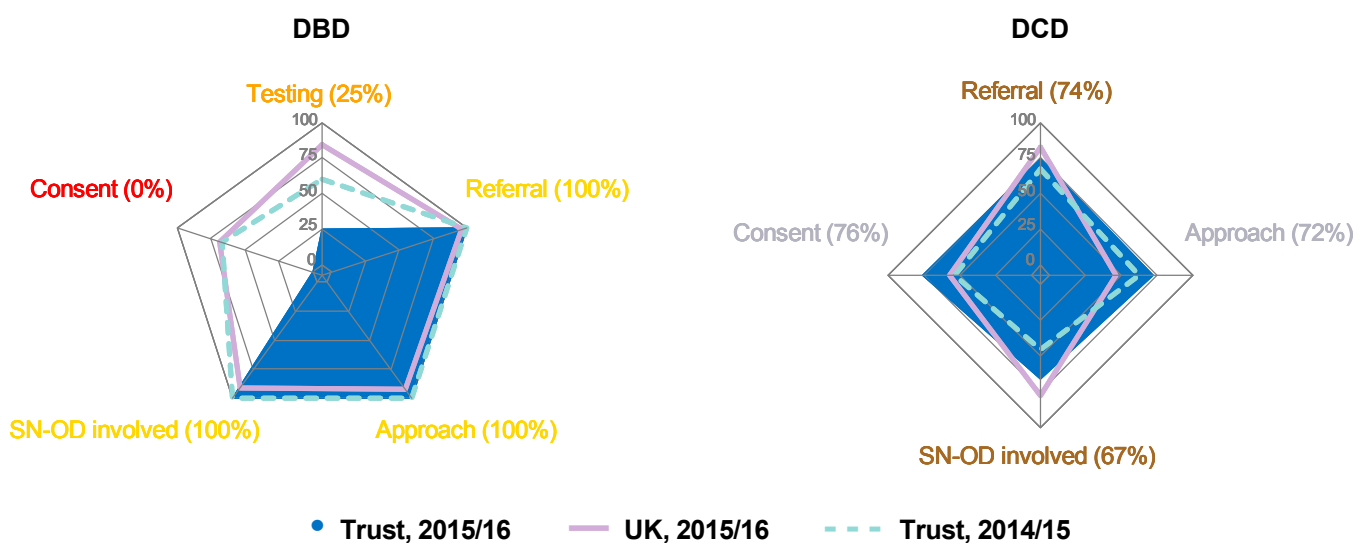 DBD
Testing (25%)
100
75
50
25
0
Consent (0%)
Referral (100%)
SN-OD involved (100%)
Approach (100%)
DCD
Referral (74%)
100
75
50
25
0
Consent (76%)
Approach (72%)
SN-OD involved (67%)
Trust, 2015/16
UK, 2015/16
Trust, 2014/15